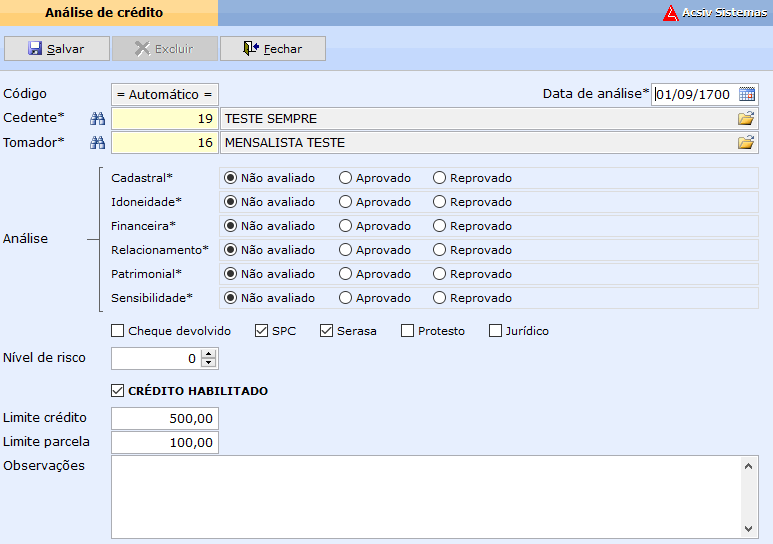 Análise de crédito
Acsiv Sistemas
Salvar Excluir Fechar
Código = Automático = Data de análise* 01/09/1700
Cedente* 19 TESTE SEMPRE
Tomador* 16 MENSALISTA TESTE
Análise
Cadastral* Não avaliado Aprovado Reprovado
Idoneidade* Não avaliado Aprovado Reprovado
Financeira* Não avaliado Aprovado Reprovado
Relacionamento* Não avaliado Aprovado Reprovado
Patrimonial* Não avaliado Aprovado Reprovado
Sensibilidade* Não avaliado Aprovado Reprovado
Cheque devolvido SPC Serasa Protesto Jurídico
Nível de risco 0
CRÉDITO HABILITADO
Limite crédito 500,00
Limite parcela 100,00
Observações